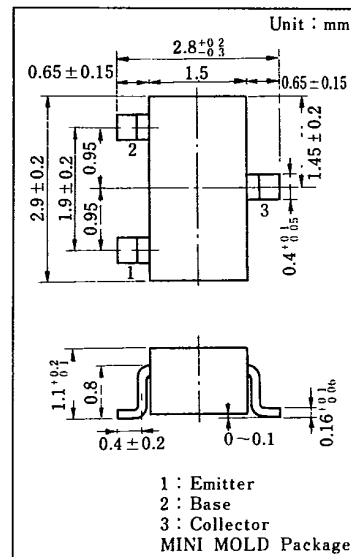 Unit : mm
2.8 +0.2 -0.3
0.65 ± 0.15
1.5
0.65 ± 0.15
2.9 ± 0.2
1.9 ± 0.2
0.95
0.95
2
1
3
1.45 ± 0.2
0.4 +0.1 -0.05
1.1 +0.2 -0.1
0.8
0.4 ± 0.2
0~0.1
0.16 +0.1 -0.06
1 : Emitter
2 : Base
3 : Collector
MINI MOLD Package